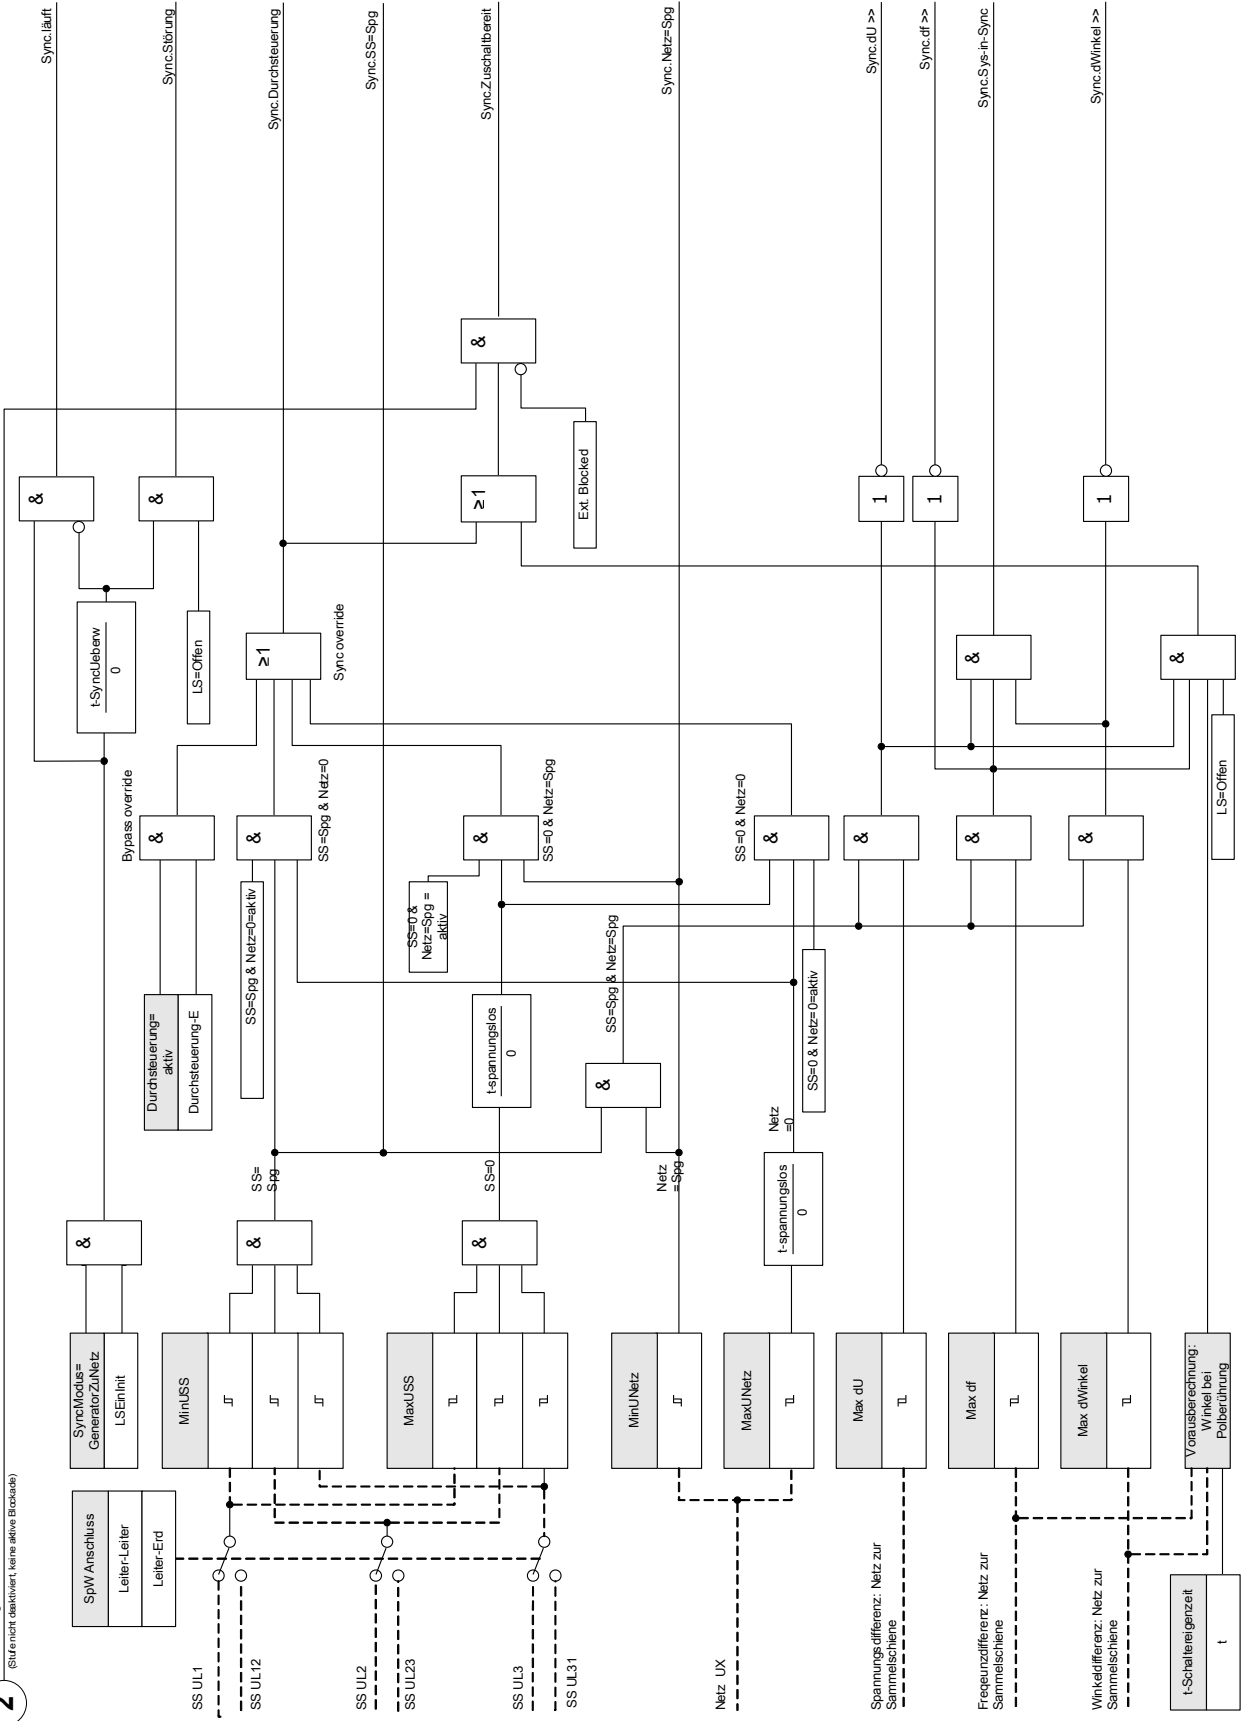 2
(Stufe nicht deaktiviert, keine aktive Blockade)
SpW Anschluss
Leiter-Leiter
Leiter-Erd
SS UL1
SS UL12
SS UL2
SS UL23
SS UL3
SS UL31
Netz UX
Spannungsdifferenz: Netz zur
Sammelschiene
Freqeunzdifferenz: Netz zur
Sammelschiene
Winkeldifferenz: Netz zur
Sammelschiene
t-Schaltereigenzeit
t
SyncModus=
GeneratorZuNetz
LSEinInit
MinUSS
MaxUSS
MinUNetz
MaxUNetz
Max dU
Max df
Max dWinkel
Vorausberechnung:
Winkel bei
Polberührung
&
&
&
SS=
Spg
SS=0
Netz
=Spg
t-spannungslos
0
Netz
=0
Durchsteuerung=
aktiv
Durchsteuerung-E
SS=Spg & Netz=0=aktiv
t-spannungslos
0
&
SS=Spg & Netz=Spg
SS=0 & Netz=0=aktiv
SS=0 &
Netz=Spg =
aktiv
Bypass override
&
&
SS=Spg & Netz=0
&
SS=0 & Netz=Spg
SS=0 & Netz=0
&
&
&
&
LS=Offen
t-SyncUeberw
0
LS=Offen
≥1
Sync override
&
&
&
&
≥1
Ext. Blocked
1
1
1
&
Sync.läuft
Sync.Störung
Sync.Durchsteuerung
Sync.SS=Spg
Sync.Zuschaltbereit
Sync.Netz=Spg
Sync.dU >>
Sync.df >>
Sync.Sys-in-Sync
Sync.dWinkel >>